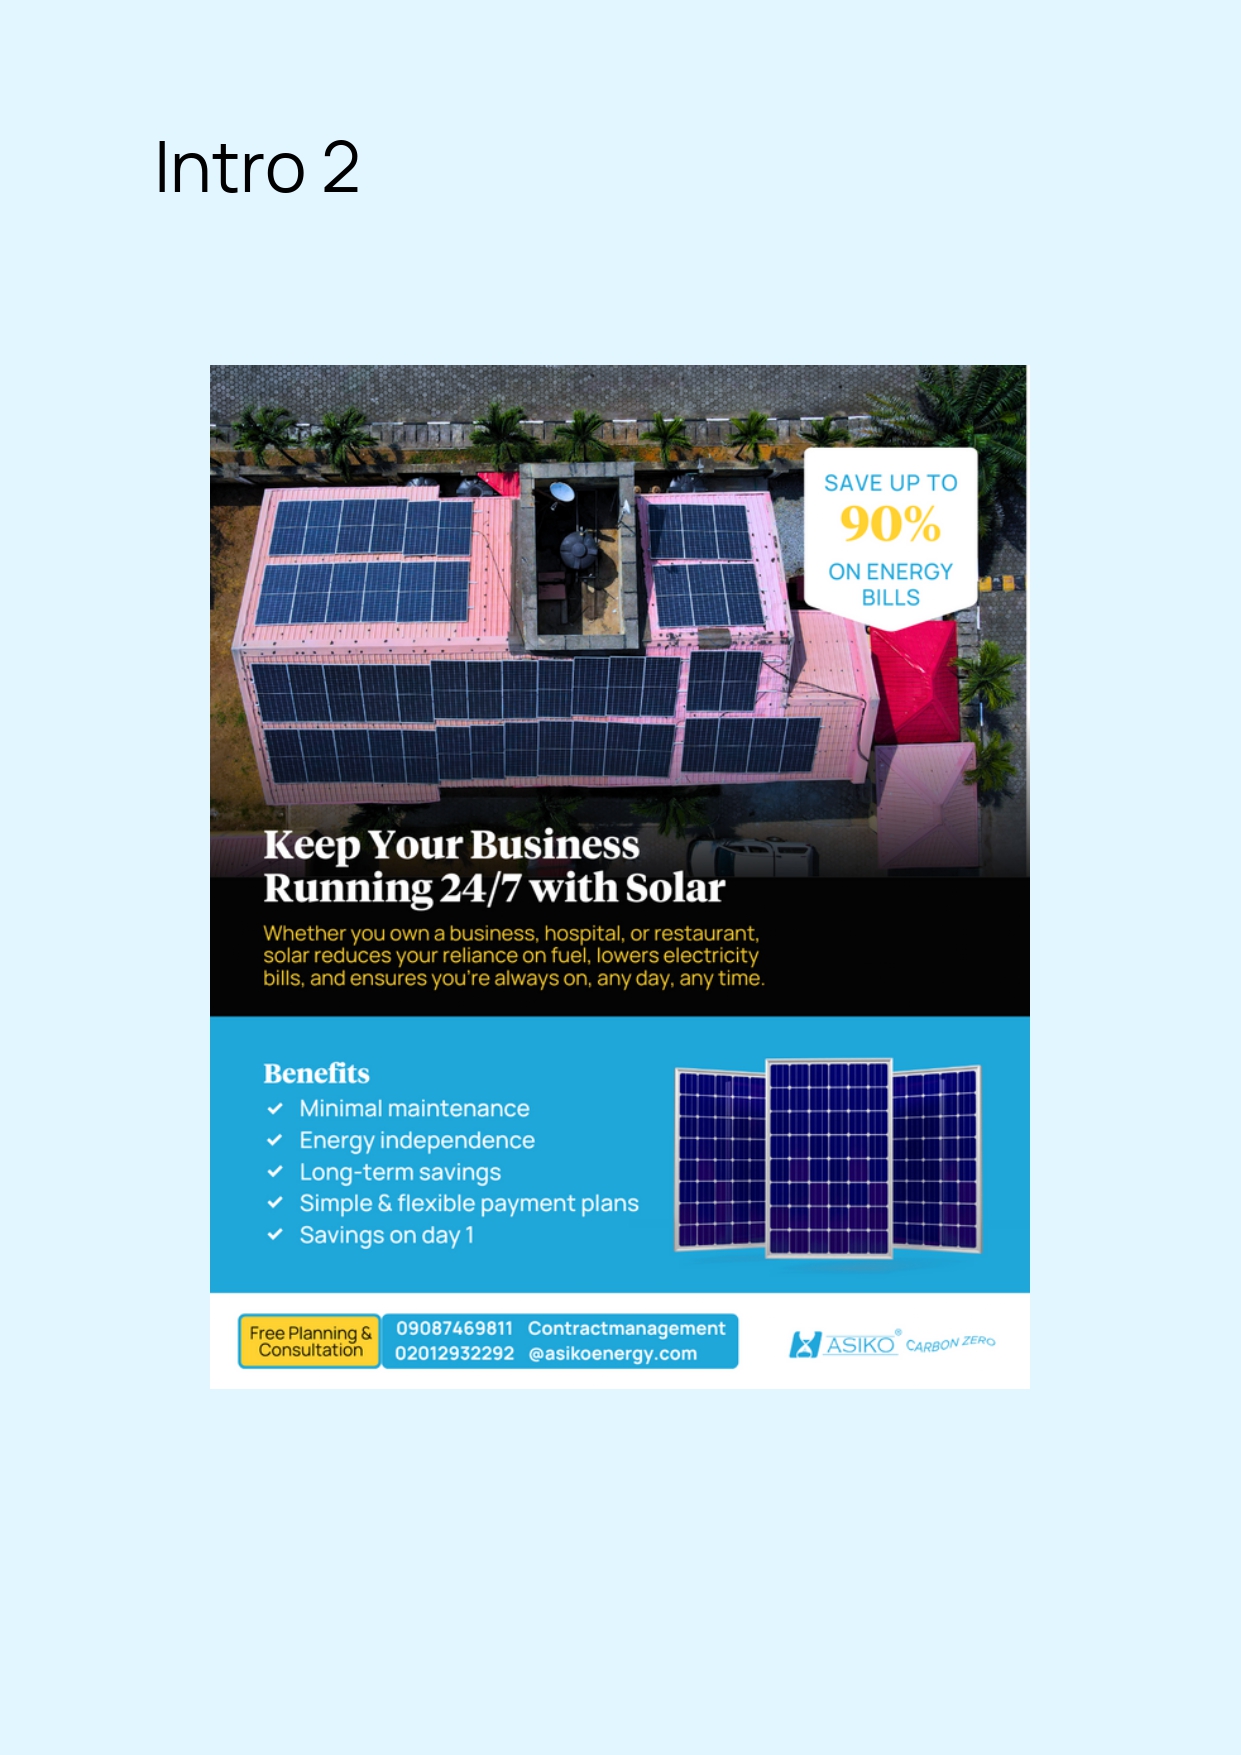 Intro 2
SAVE UP TO
90%
ON ENERGY
BILLS
Keep Your Business
Running 24/7 with Solar
Whether you own a business, hospital, or restaurant,
solar reduces your reliance on fuel, lowers electricity
bills, and ensures you're always on, any day, any time.
Benefits
Minimal maintenance
Energy independence
Long-term savings
Simple & flexible payment plans
Savings on day 1
Free Planning &
Consultation
09087469811
02012932292
Contractmanagement
@asikoenergy.com
ASIKO® CARBON ZERO